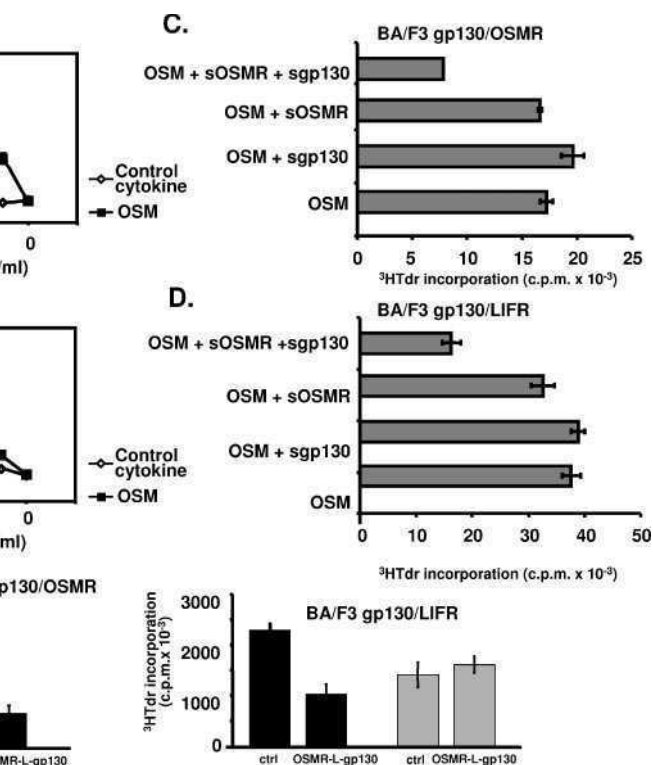 C.
BA/F3 gp130/OSMR
OSM + sOSMR + sgp130
OSM + sOSMR
OSM + sgp130
OSM
0 5 10 15 20 25
³HTdr incorporation (c.p.m. x 10⁻³)
Control
cytokine
OSM
0
/ml)
D.
BA/F3 gp130/LIFR
OSM + sOSMR +sgp130
OSM + sOSMR
OSM + sgp130
OSM
0 10 20 30 40 50
³HTdr incorporation (c.p.m. x 10⁻³)
Control
cytokine
OSM
0
ml)
p130/OSMR
MR-L-gp130
BA/F3 gp130/LIFR
³HTdr incorporation
(c.p.m.x 10⁻³)
3000
2000
1000
0
ctrl OSMR-L-gp130 ctrl OSMR-L-gp130